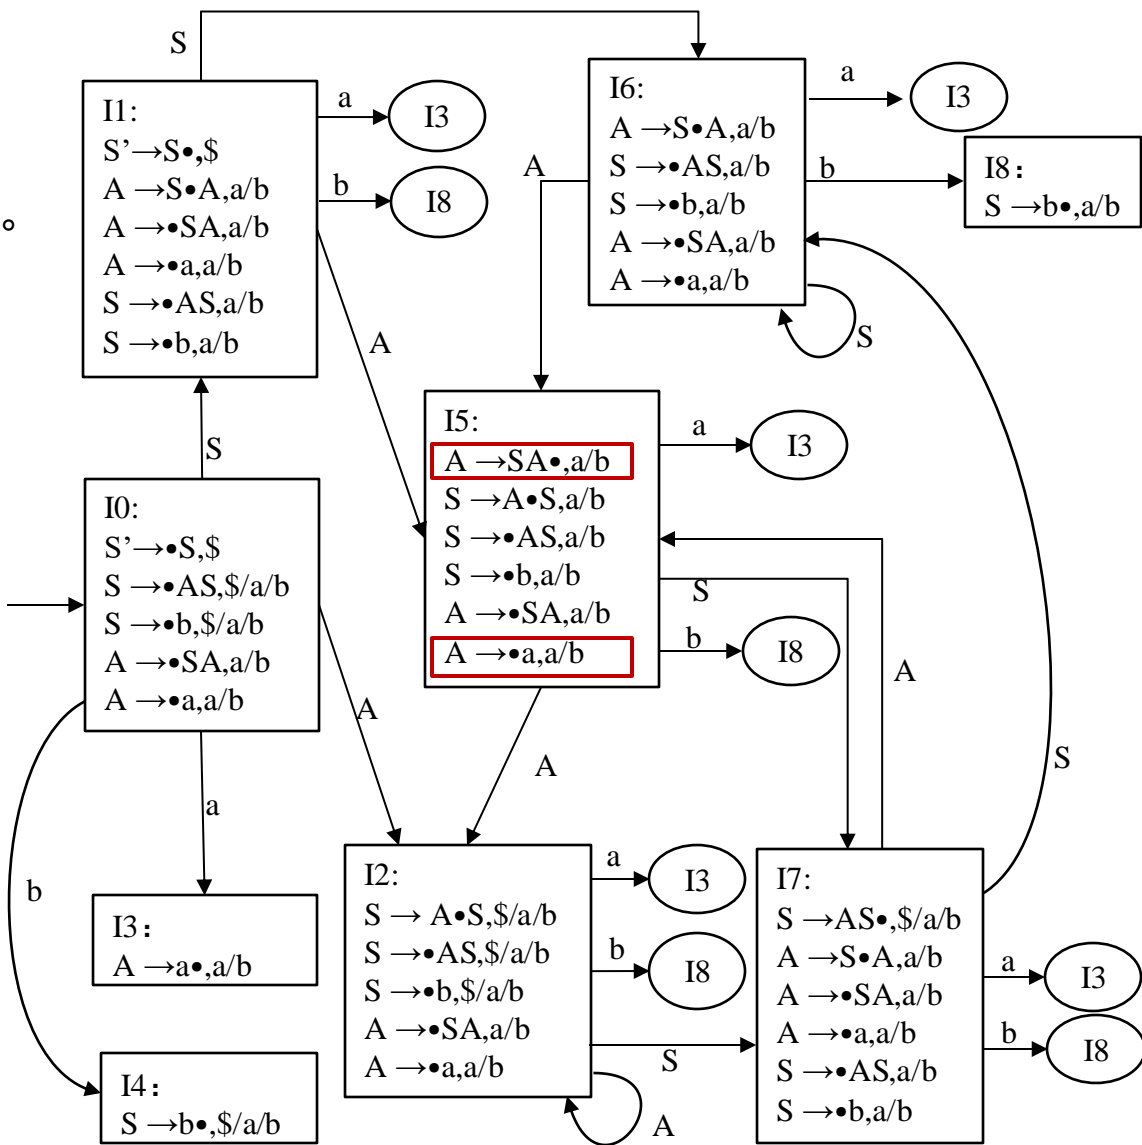 S
I1:
S’→S•,$
A →S•A,a/b
A →•SA,a/b
A →•a,a/b
S →•AS,a/b
S →•b,a/b
a
I3
b
I8
I6:
A →S•A,a/b
S →•AS,a/b
S →•b,a/b
A →•SA,a/b
A →•a,a/b
a
I3
b
I8：
S →b•,a/b
A
S
A
。
S
I0:
S’→•S,$
S →•AS,$/a/b
S →•b,$/a/b
A →•SA,a/b
A →•a,a/b
I5:
A →SA•,a/b
S →A•S,a/b
S →•AS,a/b
S →•b,a/b
A →•SA,a/b
A →•a,a/b
a
I3
S
b
I8
A
S
A
A
a
b
I3：
A →a•,a/b
I4：
S →b•,$/a/b
I2:
S → A•S,$/a/b
S →•AS,$/a/b
S →•b,$/a/b
A →•SA,a/b
A →•a,a/b
a
I3
b
I8
S
A
I7:
S →AS•,$/a/b
A →S•A,a/b
A →•SA,a/b
A →•a,a/b
S →•AS,a/b
S →•b,a/b
a
I3
b
I8